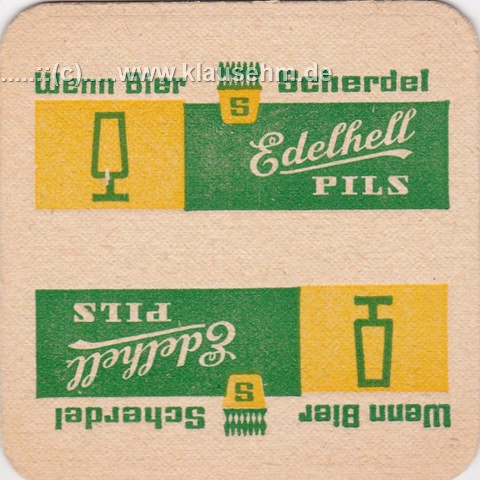 ......::(c)....www.klausehm.de
Wenn Bier S Scherdel
Edelhell
PILS
Wenn Bier S Scherdel
Edelhell
PILS